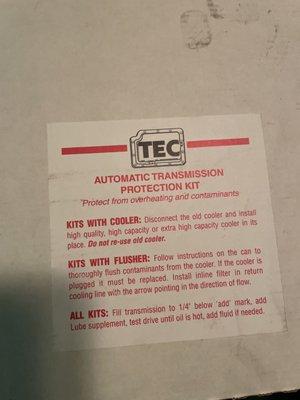 TEC
AUTOMATIC TRANSMISSION
PROTECTION KIT
"Protect from overheating and contaminants
KITS WITH COOLER: Disconnect the old cooler and install
high quality, high capacity or extra high capacity cooler in its
place. Do not re-use old cooler.
KITS WITH FLUSHER: Follow instructions on the can to
thoroughly flush contaminants from the cooler. If the cooler is
plugged it must be replaced. Install inline filter in return
cooling line with the arrow pointing in the direction of flow.
ALL KITS: Fill transmission to 1/4" below 'add' mark, add
Lube supplement, test drive until oil is hot, add fluid if needed.